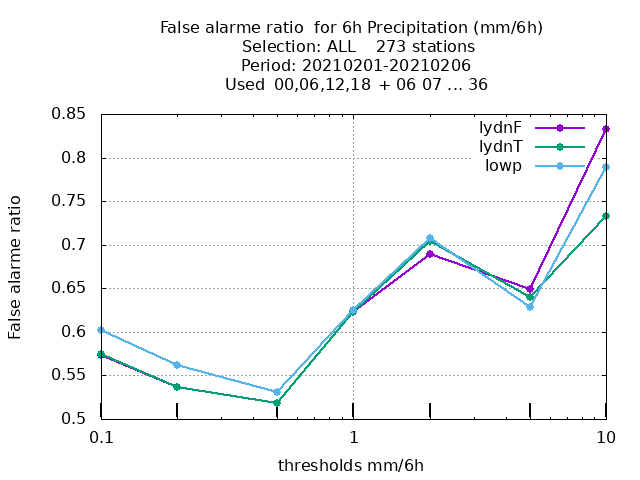 False alarme ratio  for 6h Precipitation (mm/6h)
Selection: ALL    273 stations
Period: 20210201-20210206
Used  00,06,12,18  + 06 07 ... 36
0.85
0.8
0.75
0.7
0.65
0.6
0.55
0.5
False alarme ratio
lydnF
lydnT
lowp
0.1
1
10
thresholds mm/6h